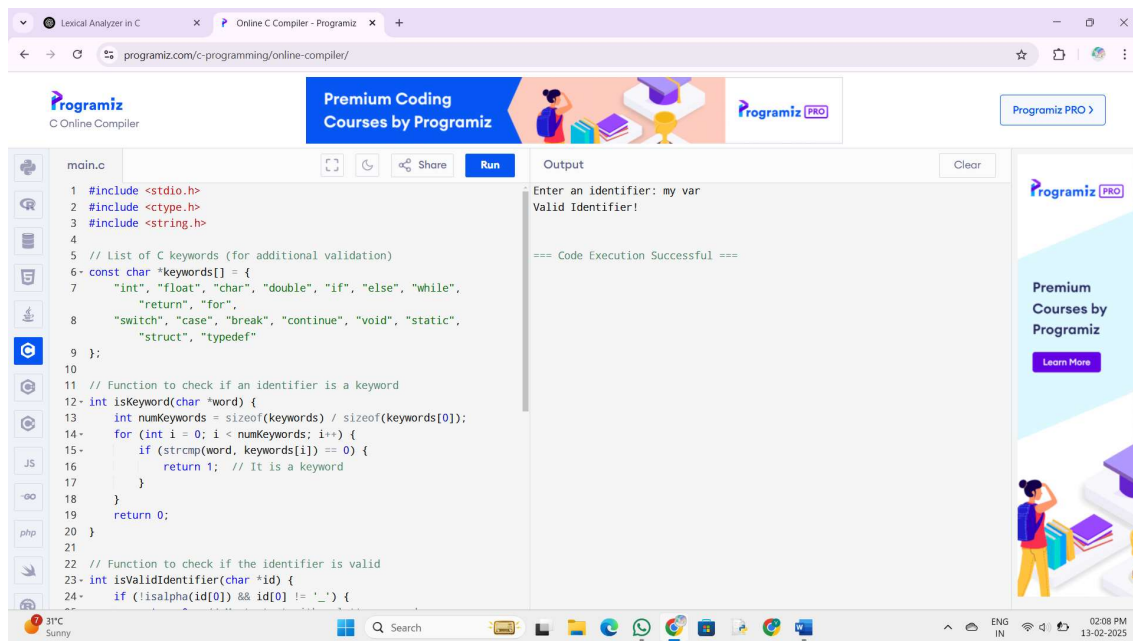 Lexical Analyzer in C
Online C Compiler - Programiz
programiz.com/c-programming/online-compiler/
Programiz
C Online Compiler
Premium Coding
Courses by Programiz
Programiz PRO
Programiz PRO >
main.c
Share
Run
Output
Clear
1 #include <stdio.h>
2 #include <ctype.h>
3 #include <string.h>
4
5 // List of C keywords (for additional validation)
6 const char *keywords[] = {
7 "int", "float", "char", "double", "if", "else", "while",
"return", "for",
8 "switch", "case", "break", "continue", "void", "static",
"struct", "typedef"
9 };
10
11 // Function to check if an identifier is a keyword
12 int isKeyword(char *word) {
13 int numKeywords = sizeof(keywords) / sizeof(keywords[0]);
14 for (int i = 0; i < numKeywords; i++) {
15 if (strcmp(word, keywords[i]) == 0) {
16 return 1; // It is a keyword
17 }
18 }
19 return 0;
20 }
21
22 // Function to check if the identifier is valid
23 int isValidIdentifier(char *id) {
24 if (!isalpha(id[0]) && id[0] != '_') {
Enter an identifier: my var
Valid Identifier!
=== Code Execution Successful ===
Programiz PRO
Premium
Courses by
Programiz
Learn More
JS
GO
php
7
31°C
Sunny
Search
ENG
IN
02:08 PM
13-02-2025